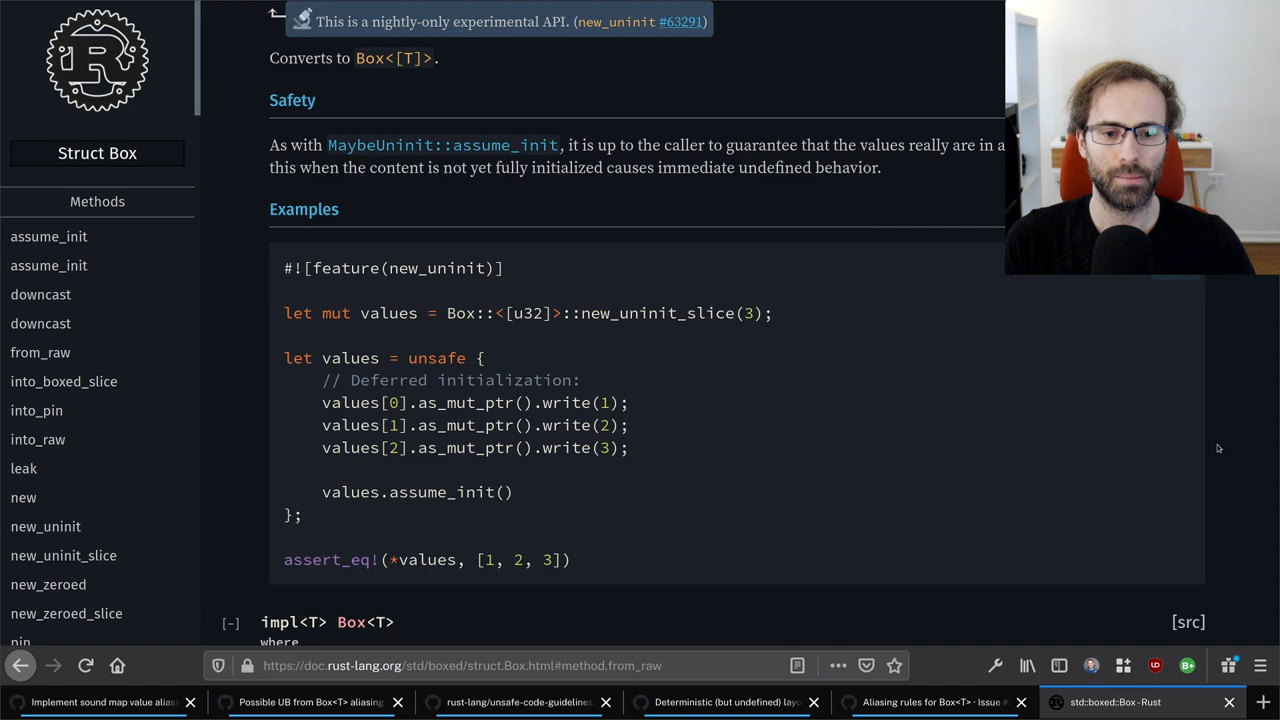 This is a nightly-only experimental API. (new_uninit #63291)
Converts to Box<[T]>.
Safety
As with MaybeUninit::assume_init, it is up to the caller to guarantee that the values really are in a
this when the content is not yet fully initialized causes immediate undefined behavior.
Examples
#![feature(new_uninit)]
let mut values = Box::<[u32]>::new_uninit_slice(3);
let values = unsafe {
// Deferred initialization:
values[0].as_mut_ptr().write(1);
values[1].as_mut_ptr().write(2);
values[2].as_mut_ptr().write(3);
values.assume_init()
};
assert_eq!(*values, [1, 2, 3])
[-] impl<T> Box<T> [src]
where
R
Struct Box
Methods
assume_init
assume_init
downcast
downcast
from_raw
into_boxed_slice
into_pin
into_raw
leak
new
new_uninit
new_uninit_slice
new_zeroed
new_zeroed_slice
pin
https://doc.rust-lang.org/std/boxed/struct.Box.html#method.from_raw
Implement sound map value alias
Possible UB from Box<T> aliasing
rust-lang/unsafe-code-guidelines
Deterministic (but undefined) layo
Aliasing rules for Box<T> · Issue #
std::boxed::Box - Rust